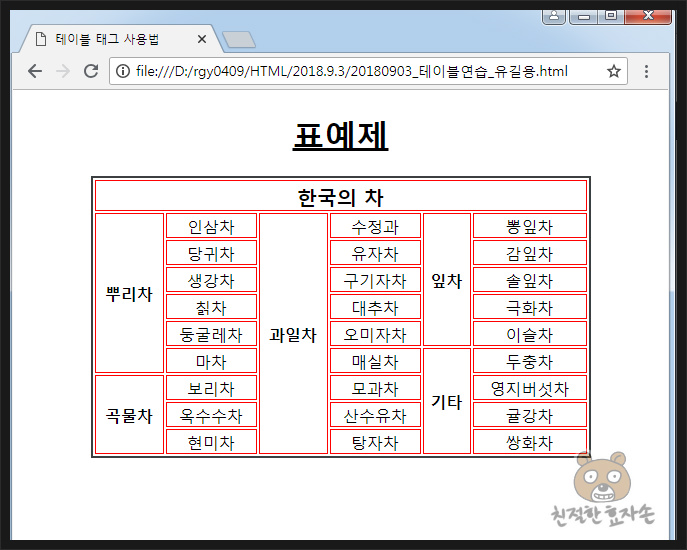 테이블 태그 사용법
file:///D:/rgy0409/HTML/2018.9.3/20180903_테이블연습_유길용.html
표예제
한국의 차
뿌리차 인삼차 과일차 수정과 잎차 뽕잎차
당귀차 유자차 감잎차
생강차 구기자차 솔잎차
칡차 대추차 극화차
둥굴레차 오미자차 이슬차
마차 매실차 기타 두충차
곡물차 보리차 모과차 영지버섯차
옥수수차 산수유차 귤강차
현미차 탕자차 쌍화차
친절한 효자손